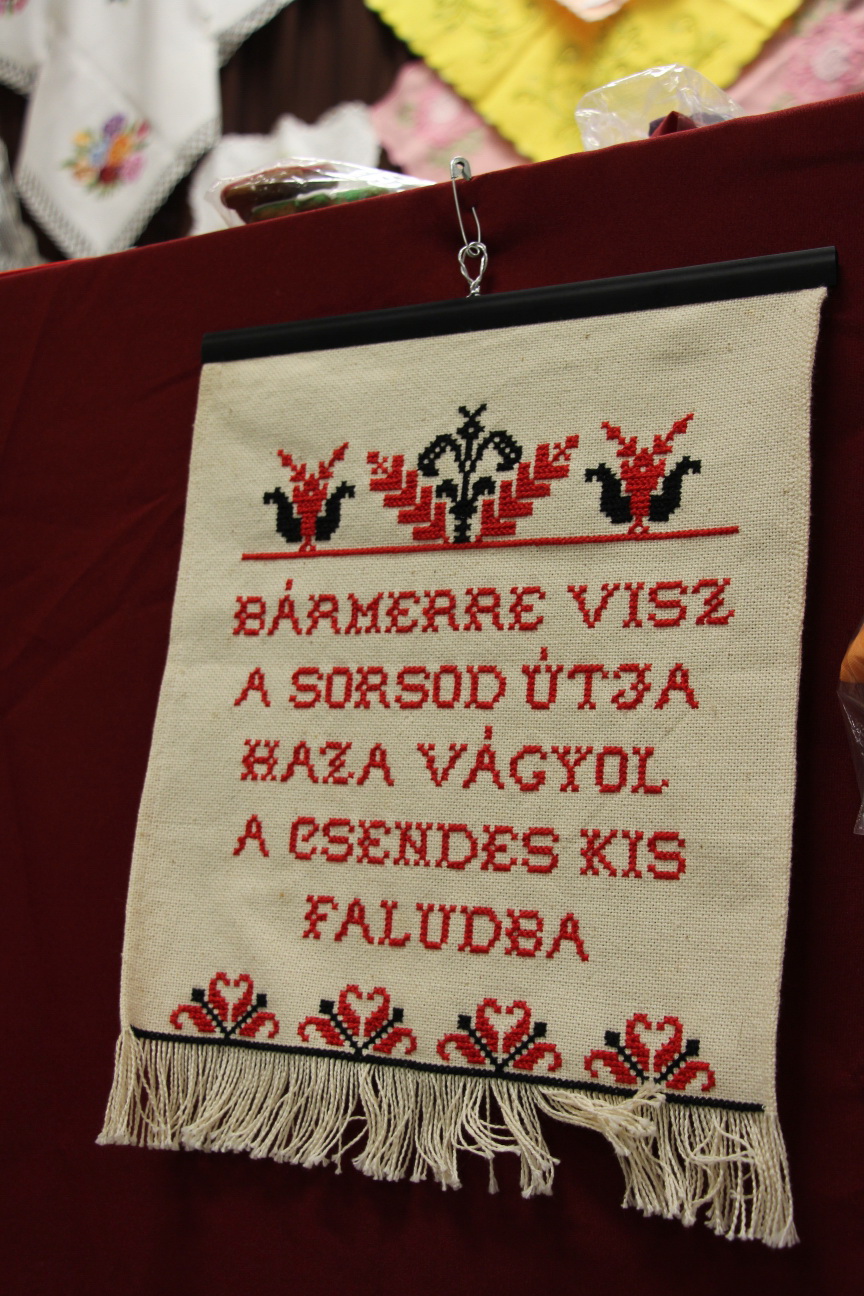 BÁRMERRE VISZ
A SORSOD ÚTJA
HAZA VÁGYOL
A CSENDES KIS
FALUDBA